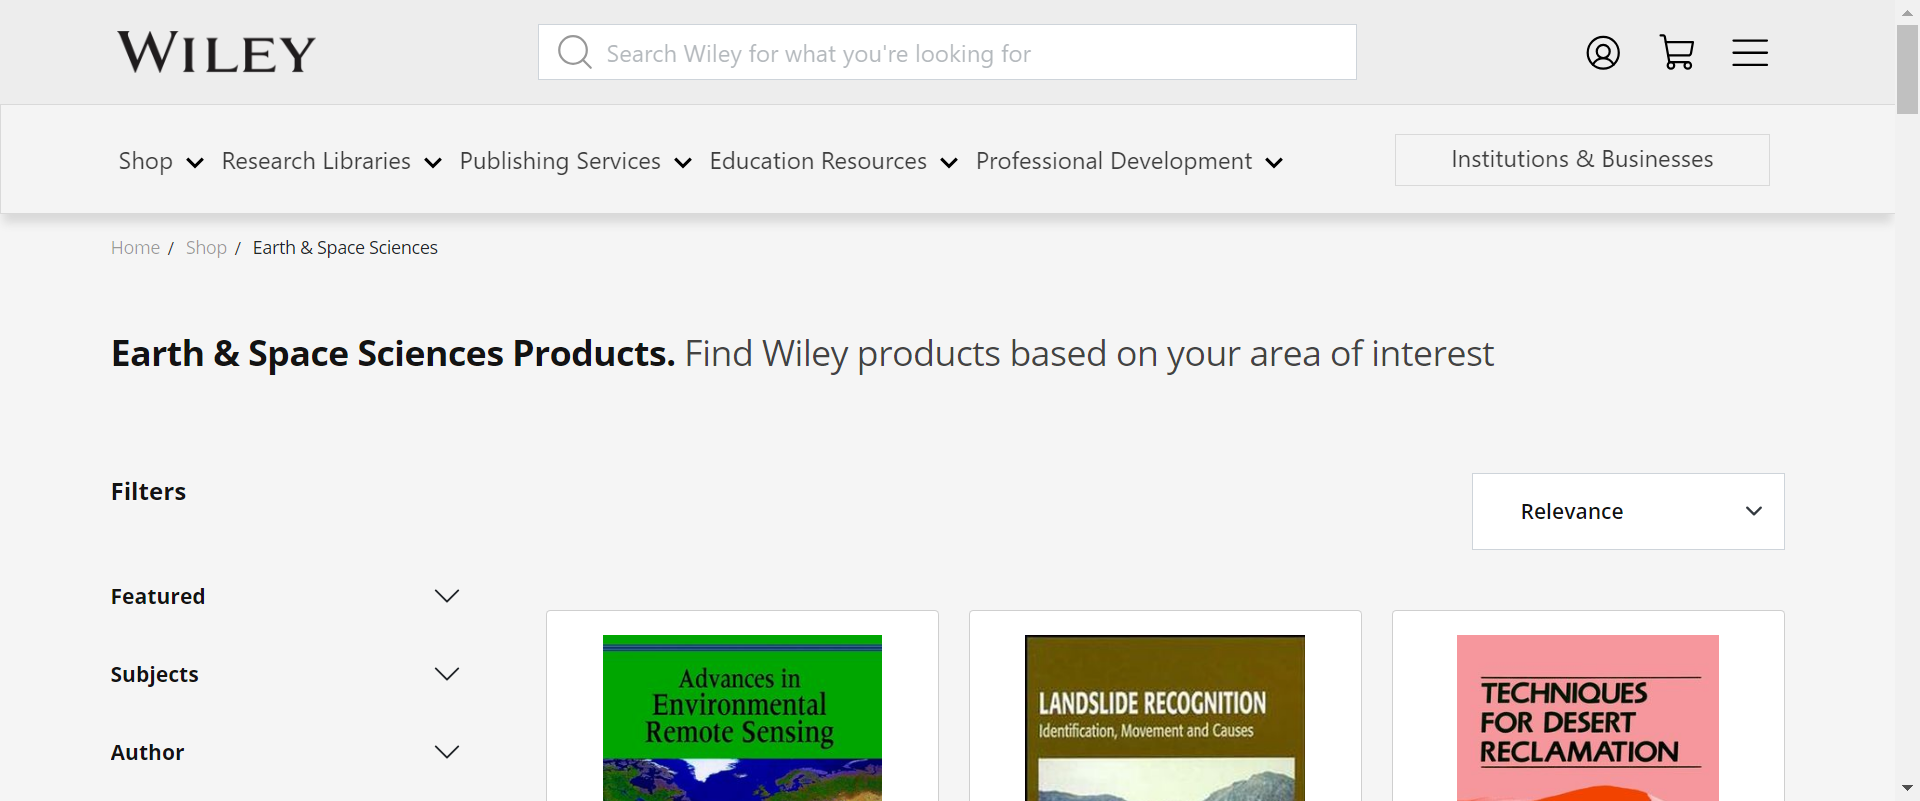 WILEY
Search Wiley for what you're looking for
Shop Research Libraries Publishing Services Education Resources Professional Development Institutions & Businesses
Home / Shop / Earth & Space Sciences
Earth & Space Sciences Products. Find Wiley products based on your area of interest
Filters
Relevance
Featured
Subjects
Author
Advances in
Environmental
Remote Sensing
LANDSLIDE RECOGNITION
Identification, Movement and Causes
TECHNIQUES
FOR DESERT
RECLAMATION